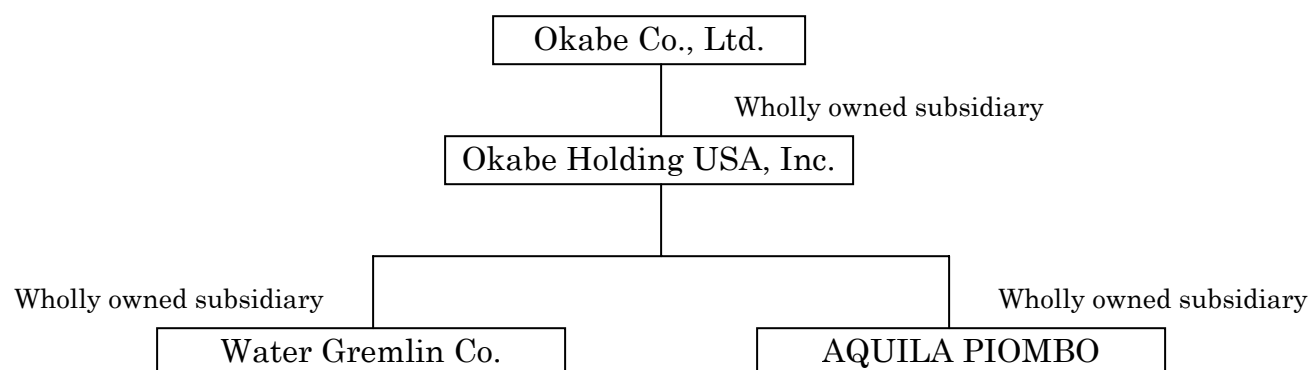 Okabe Co., Ltd.
Wholly owned subsidiary
Okabe Holding USA, Inc.
Wholly owned subsidiary
Wholly owned subsidiary
Water Gremlin Co.
AQUILA PIOMBO